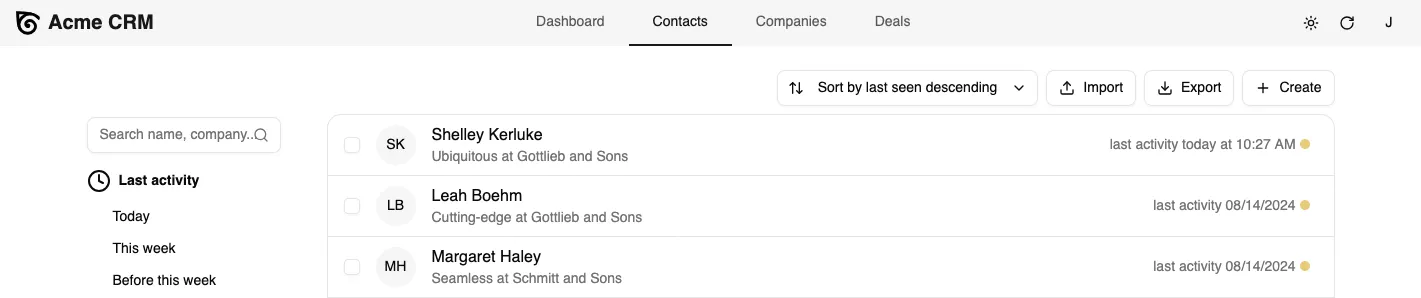 Acme CRM
Dashboard
Contacts
Companies
Deals
J
Sort by last seen descending
Import
Export
Create
Search name, company...
Last activity
Today
This week
Before this week
SK
Shelley Kerluke
Ubiquitous at Gottlieb and Sons
last activity today at 10:27 AM
LB
Leah Boehm
Cutting-edge at Gottlieb and Sons
last activity 08/14/2024
MH
Margaret Haley
Seamless at Schmitt and Sons
last activity 08/14/2024